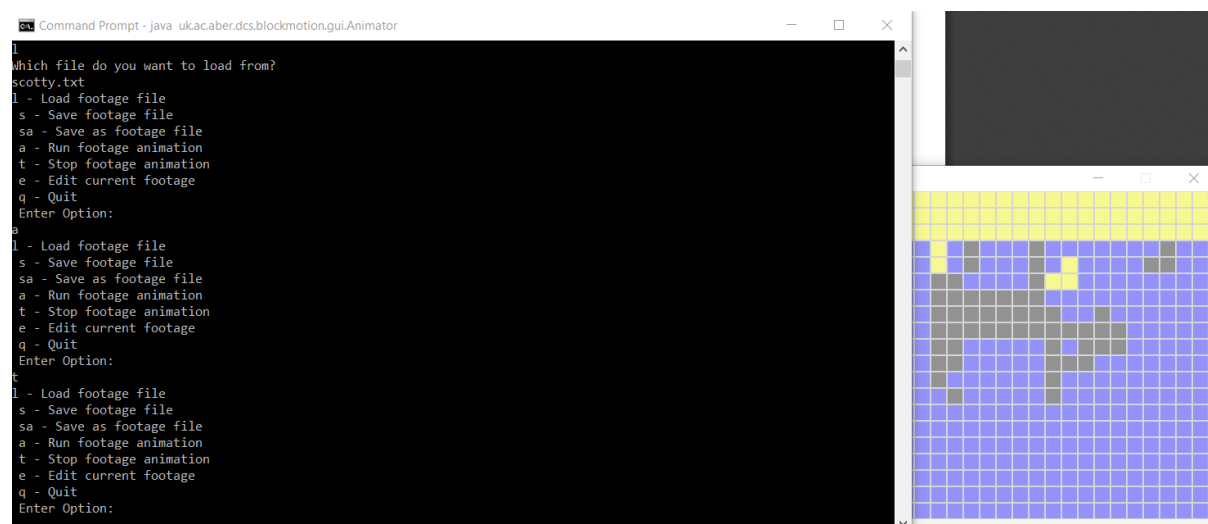 Command Prompt - java uk.ac.aber.dcs.blockmotion.gui.Animator
l
Which file do you want to load from?
scotty.txt
l - Load footage file
s - Save footage file
sa - Save as footage file
a - Run footage animation
t - Stop footage animation
e - Edit current footage
q - Quit
Enter Option:
a
l - Load footage file
s - Save footage file
sa - Save as footage file
a - Run footage animation
t - Stop footage animation
e - Edit current footage
q - Quit
Enter Option:
t
l - Load footage file
s - Save footage file
sa - Save as footage file
a - Run footage animation
t - Stop footage animation
e - Edit current footage
q - Quit
Enter Option: